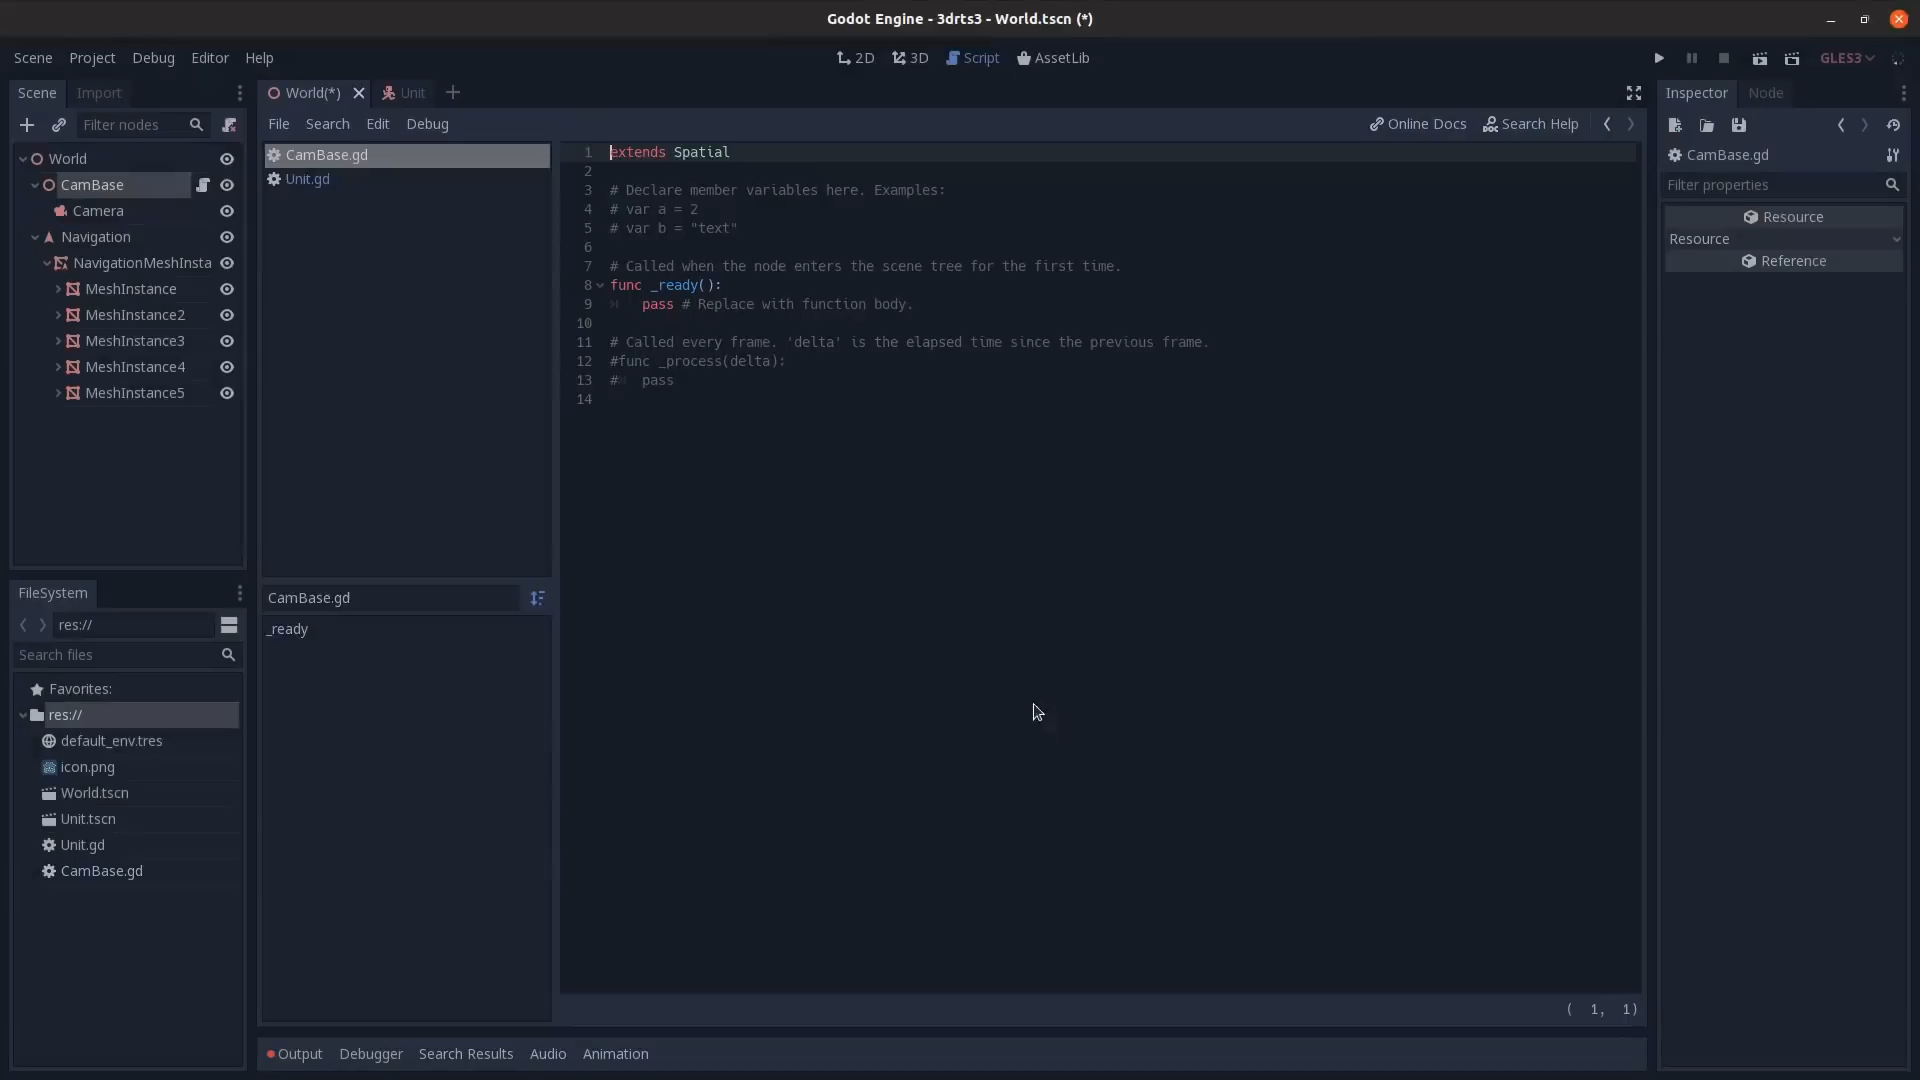 Godot Engine - 3drts3 - World.tscn (*)
Scene Project Debug Editor Help
2D 3D Script AssetLib
GLES3
Scene Import
Filter nodes
World
CamBase
Camera
Navigation
NavigationMeshInsta
MeshInstance
MeshInstance2
MeshInstance3
MeshInstance4
MeshInstance5
FileSystem
res://
Search files
Favorites:
res://
default_env.tres
icon.png
World.tscn
Unit.tscn
Unit.gd
CamBase.gd
World(*) Unit
File Search Edit Debug
Online Docs Search Help
CamBase.gd
Unit.gd
CamBase.gd
_ready
1 extends Spatial
2
3 # Declare member variables here. Examples:
4 # var a = 2
5 # var b = "text"
6
7 # Called when the node enters the scene tree for the first time.
8 func _ready():
9 pass # Replace with function body.
10
11 # Called every frame. 'delta' is the elapsed time since the previous frame.
12 #func _process(delta):
13 # pass
14
( 1, 1)
Output Debugger Search Results Audio Animation
Inspector Node
CamBase.gd
Filter properties
Resource
Resource
Reference